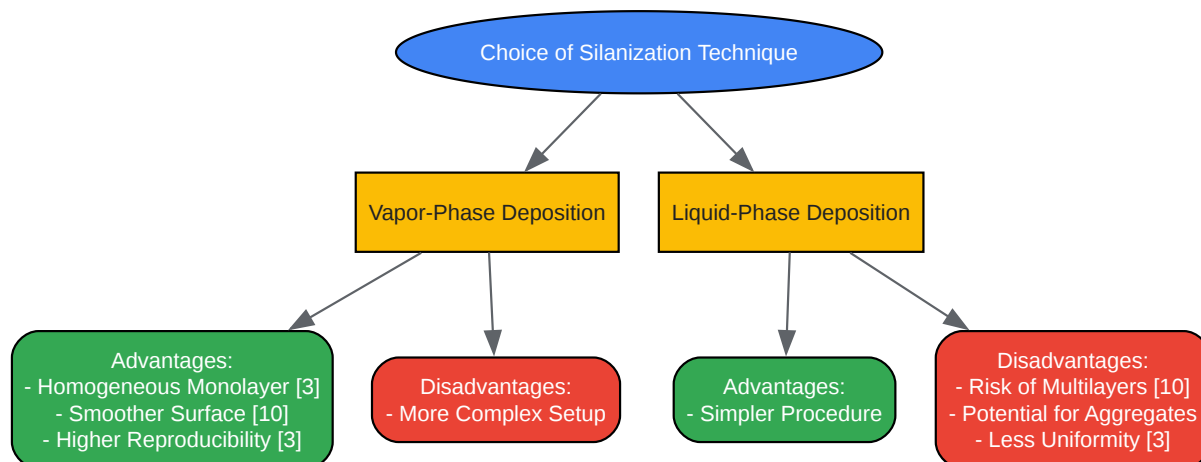 Choice of Silanization Technique
Vapor-Phase Deposition
Liquid-Phase Deposition
Advantages:
- Homogeneous Monolayer [3]
- Smoother Surface [10]
- Higher Reproducibility [3]
Disadvantages:
- More Complex Setup
Advantages:
- Simpler Procedure
Disadvantages:
- Risk of Multilayers [10]
- Potential for Aggregates
- Less Uniformity [3]